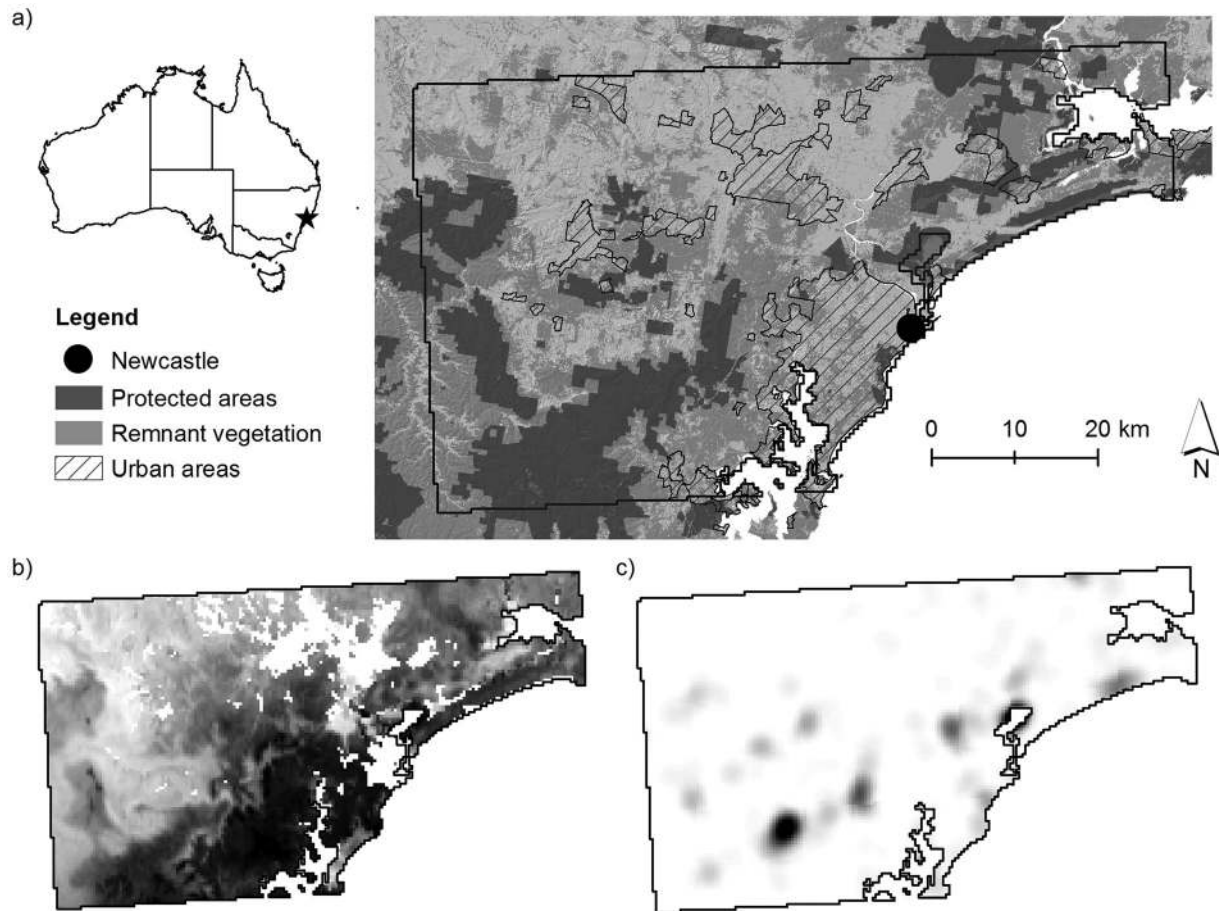 a)
Legend
Newcastle
Protected areas
Remnant vegetation
Urban areas
0 10 20 km
N
b)
c)